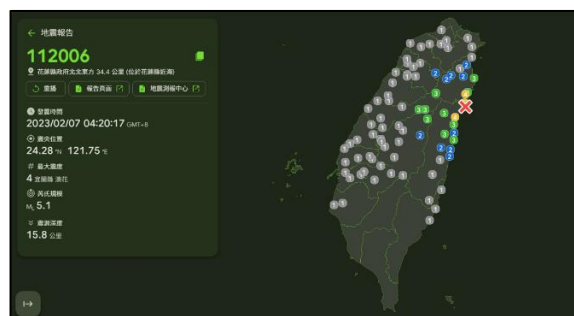 ← 地震報告
112006
花蓮縣政府北北東方 34.4 公里 (位於花蓮縣近海)
重播 報告頁面 地震測報中心
發震時間
2023/02/07 04:20:17 GMT+8
震央位置
24.28 °N 121.75 °E
# 最大震度
4 宜蘭縣
芮氏規模
ML 5.1
震源深度
15.8 公里